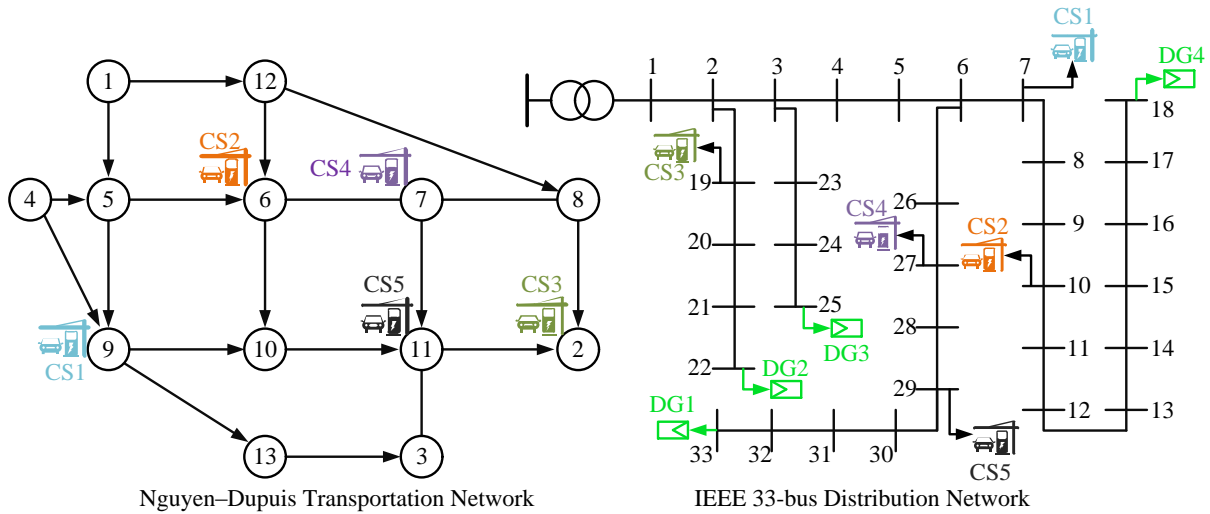 1
12
CS2
CS4
4
5
6
7
8
CS5
CS3
9
10
11
2
CS1
13
3
Nguyen–Dupuis Transportation Network
CS1
DG4
1
2
3
4
5
6
7
18
CS3
8
17
19
23
26
9
16
CS4
CS2
20
24
27
10
15
21
25
DG3
28
11
14
22
DG2
29
12
13
DG1
33
32
31
30
CS5
IEEE 33-bus Distribution Network